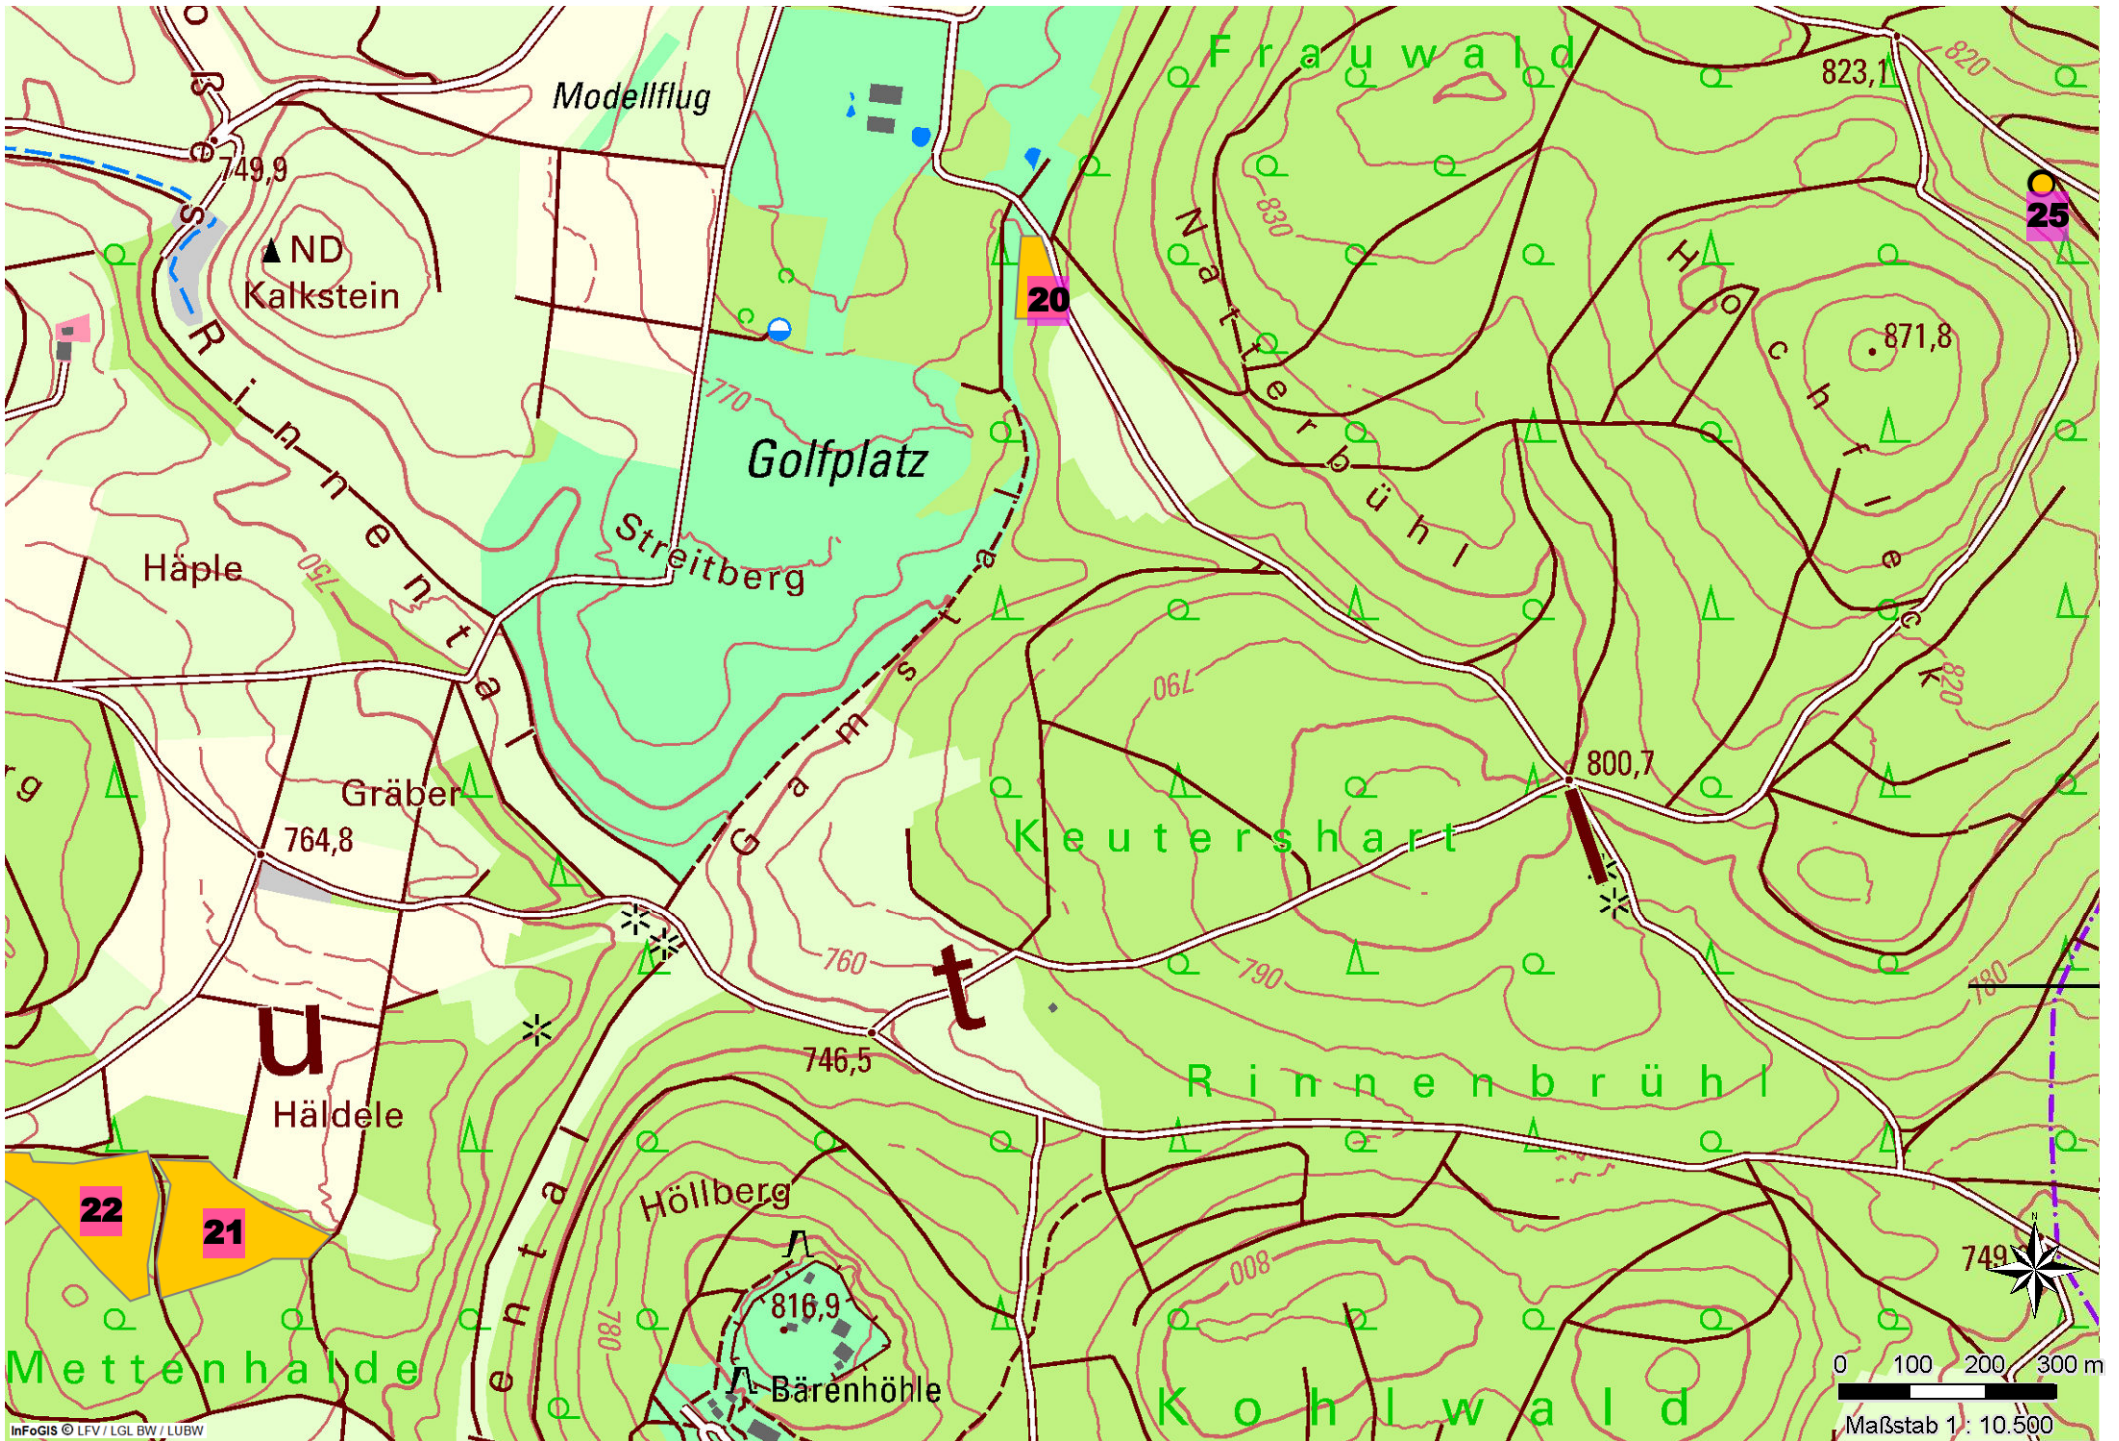 Frauwald
823,1
820
Modellflug
749,9
25
ND
Kalkstein
830
20
Natterbühl
Hochfleck
871,8
770
Golfplatz
Streitberg
Rinnental
Häple
750
Gamstal
790
820
800,7
rg
Gräber
764,8
Keutershart
t
760
790
780
u
746,5
Rinnenbrühl
Häldele
22
21
Höllberg
ental
800
N
780
816,9
Mettenhalde
Bärenhöhle
Kohlwald
0 100 200 300 m
Maßstab 1 : 10.500
InFoGIS © LFV / LGL BW / LUBW